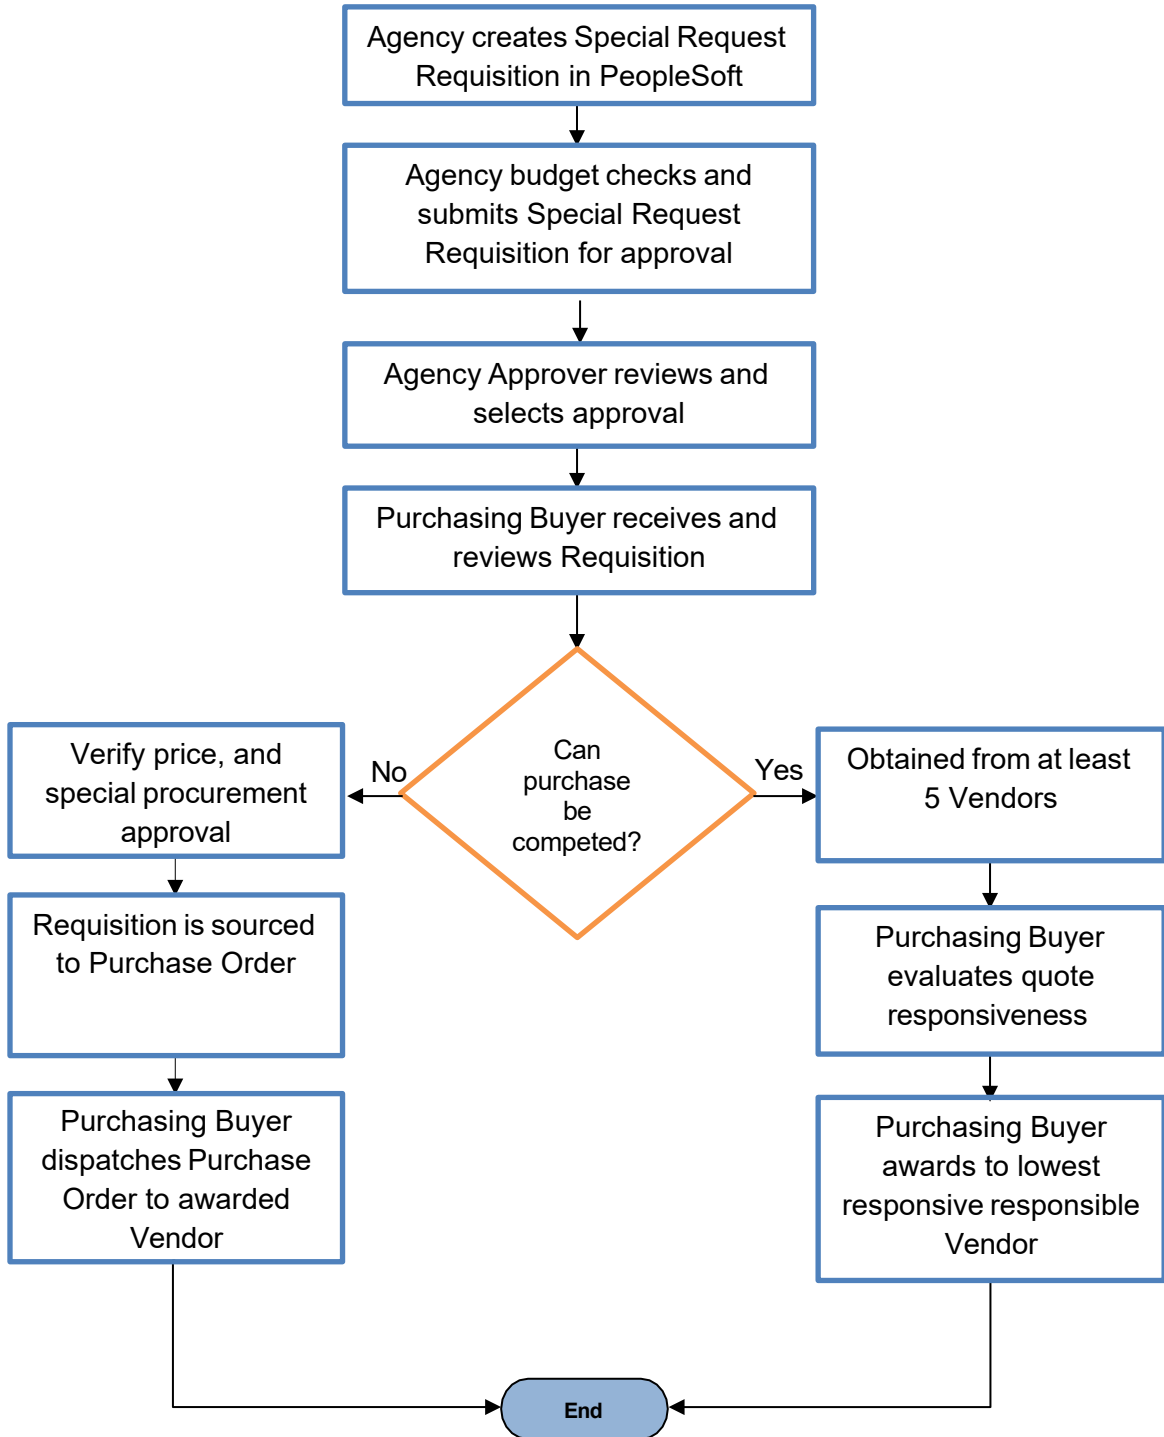 Agency creates Special Request
Requisition in PeopleSoft
Agency budget checks and
submits Special Request
Requisition for approval
Agency Approver reviews and
selects approval
Purchasing Buyer receives and
reviews Requisition
Can
purchase
be
competed?
No
Yes
Verify price, and
special procurement
approval
Requisition is sourced
to Purchase Order
Purchasing Buyer
dispatches Purchase
Order to awarded
Vendor
Obtained from at least
5 Vendors
Purchasing Buyer
evaluates quote
responsiveness
Purchasing Buyer
awards to lowest
responsive responsible
Vendor
End